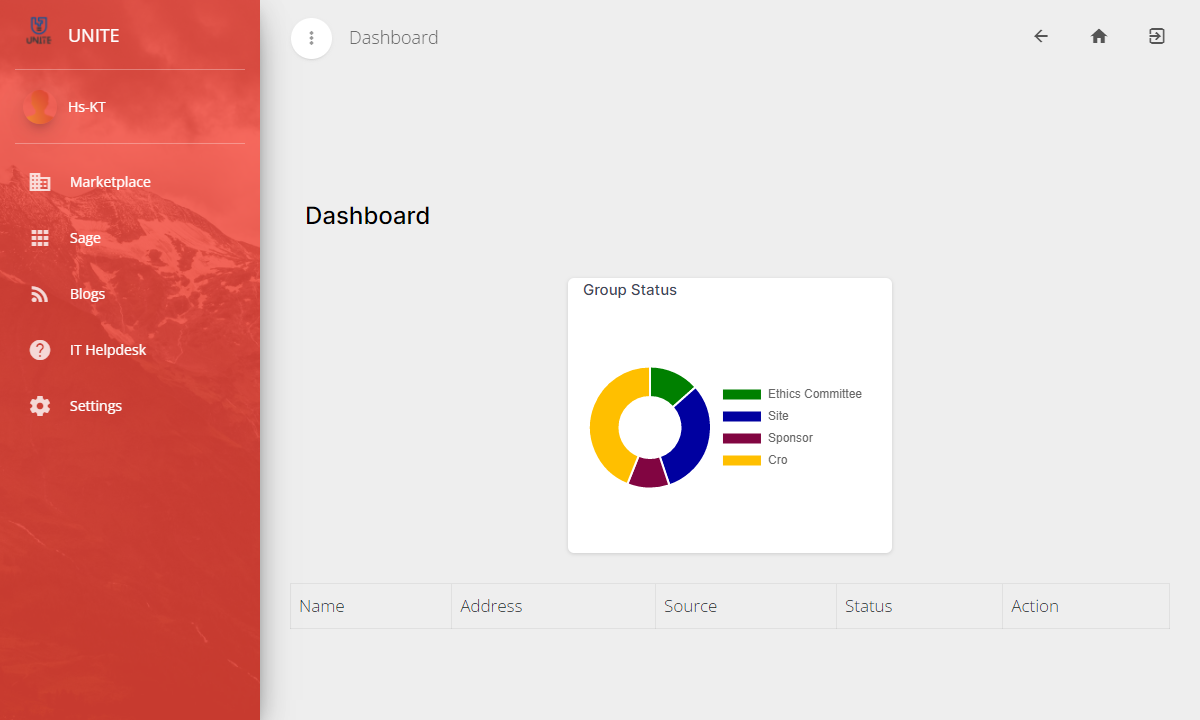 UNITE
UNITE
Dashboard
Hs-KT
Marketplace
Sage
Blogs
IT Helpdesk
Settings
Dashboard
Group Status
Ethics Committee
Site
Sponsor
Cro
Name Address Source Status Action